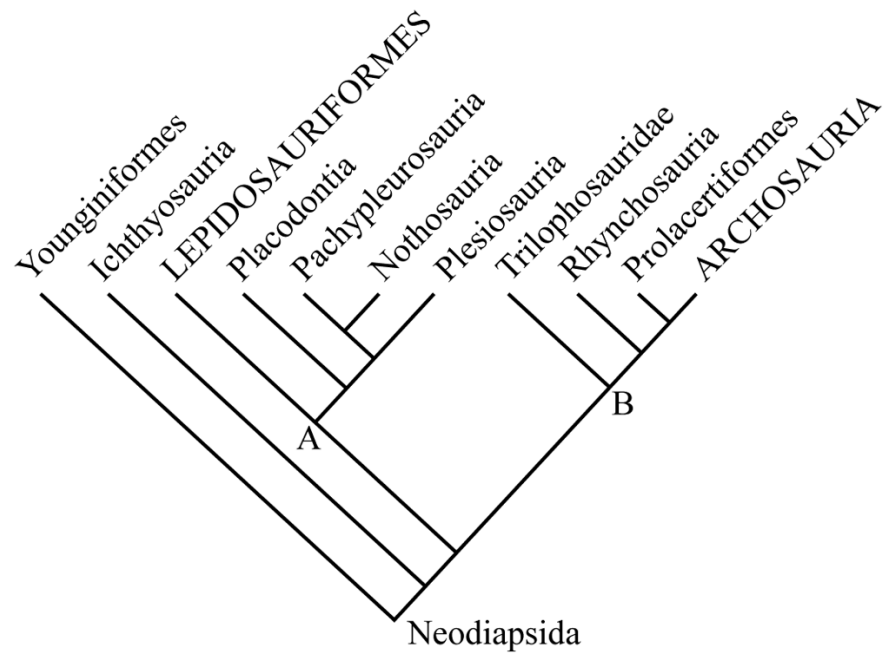 Younginiformes
Ichthyosauria
LEPIDOSAURIFORMES
Placodontia
Pachypleurosauria
Nothosauria
Plesiosauria
Trilophosauridae
Rhynchosauria
Prolacertiformes
ARCHOSAURIA
A
B
Neodiapsida